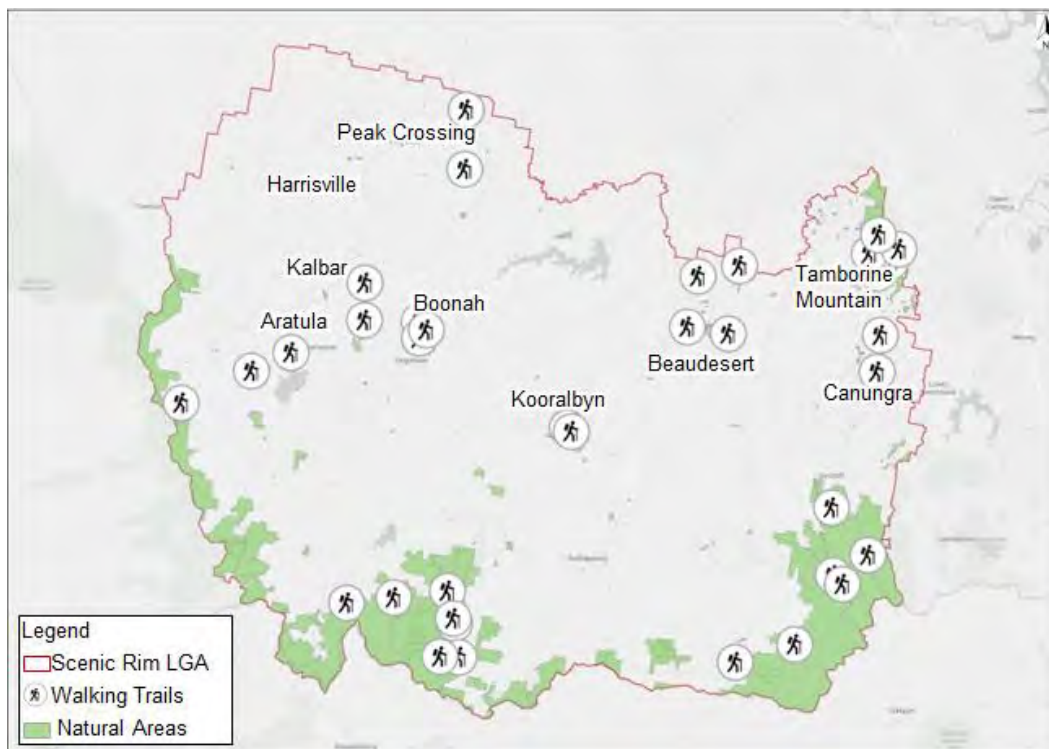 N
Peak Crossing
Harrisville
Kalbar
Boonah
Aratula
Tamborine
Mountain
Beaudesert
Canungra
Kooralbyn
Legend
Scenic Rim LGA
Walking Trails
Natural Areas